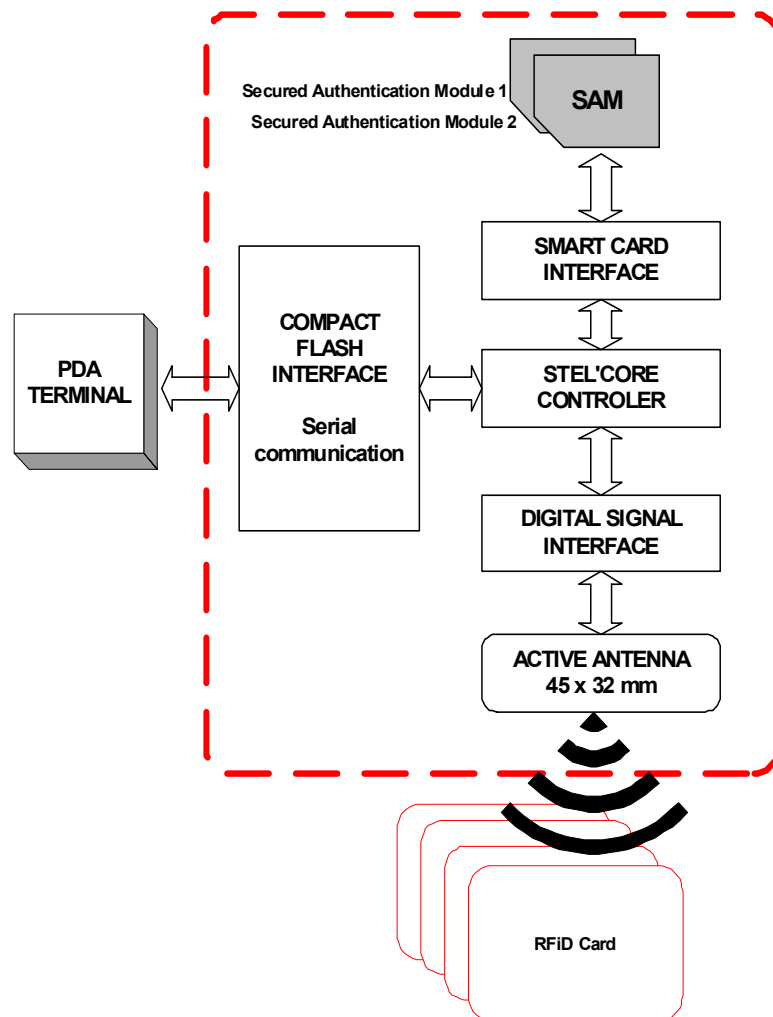 Secured Authentication Module 1
Secured Authentication Module 2
SAM
SMART CARD
INTERFACE
COMPACT
FLASH
INTERFACE
Serial
communication
PDA
TERMINAL
STEL'CORE
CONTROLER
DIGITAL SIGNAL
INTERFACE
ACTIVE ANTENNA
45 x 32 mm
RFiD Card